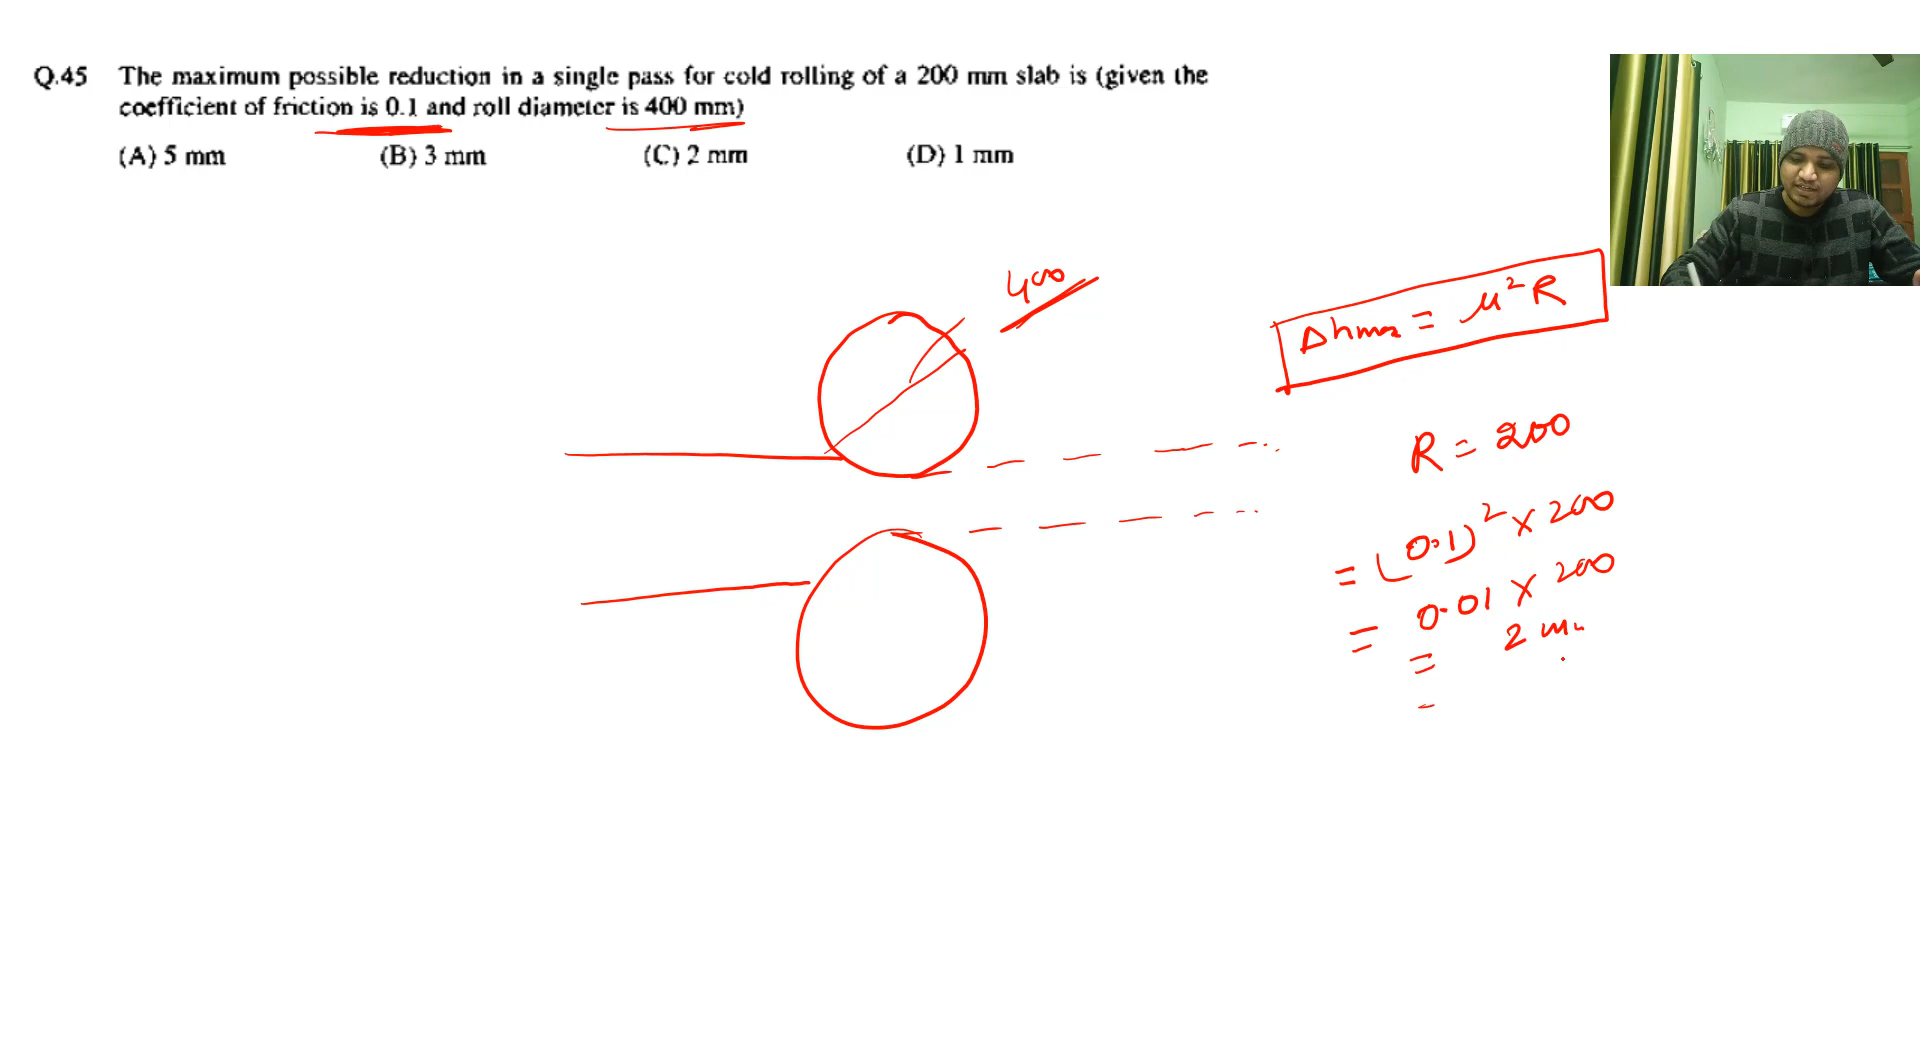 Q.45 The maximum possible reduction in a single pass for cold rolling of a 200 mm slab is (given the
coefficient of friction is 0.1 and roll diameter is 400 mm)
(A) 5 mm (B) 3 mm (C) 2 mm (D) 1 mm
400
Δhmax = μ²R
R = 200
= (0.1)² × 200
= 0.01 × 200
= 2 mm